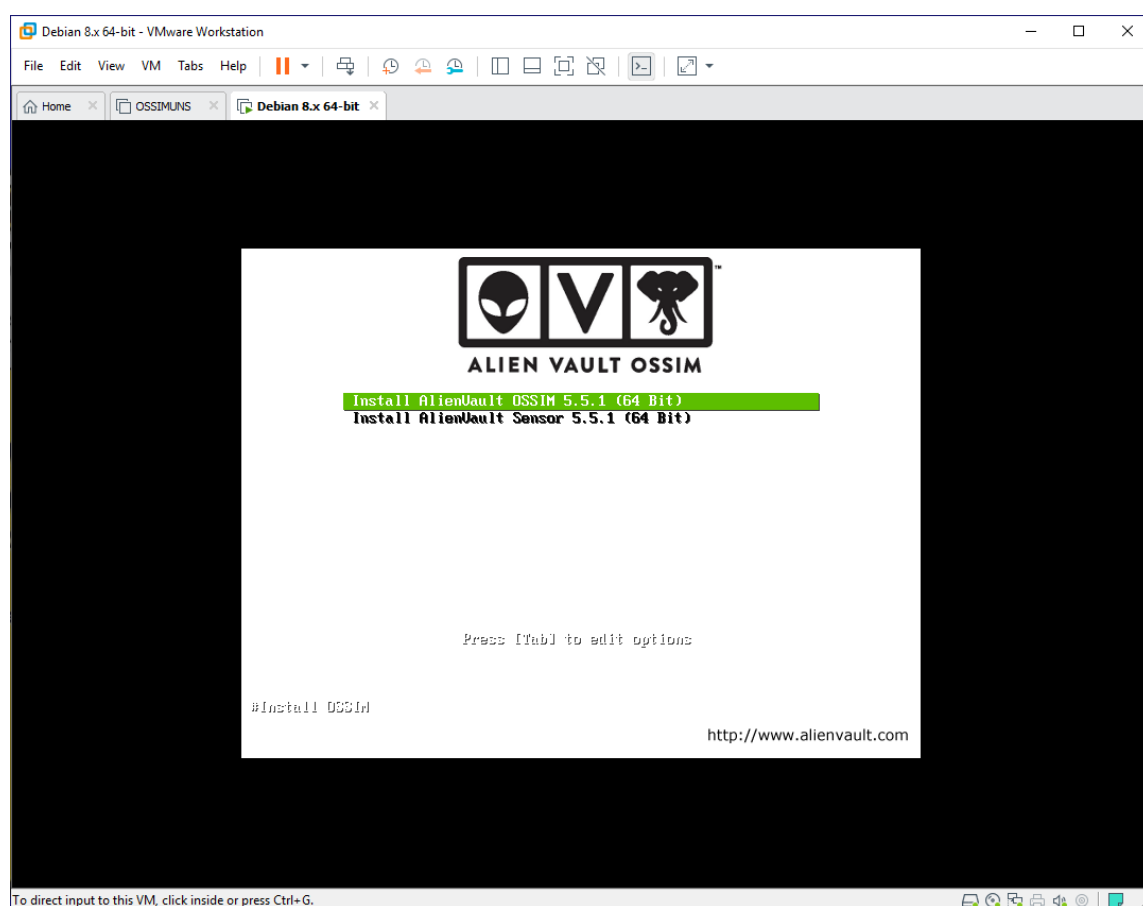 Debian 8.x 64-bit - VMware Workstation
File Edit View VM Tabs Help
Home OSSIMUNS Debian 8.x 64-bit
V ™
ALIEN VAULT OSSIM
Install AlienVault OSSIM 5.5.1 (64 Bit)
Install AlienVault Sensor 5.5.1 (64 Bit)
Press [Tab] to edit options
#Install OSSIM
http://www.alienvault.com
To direct input to this VM, click inside or press Ctrl+G.